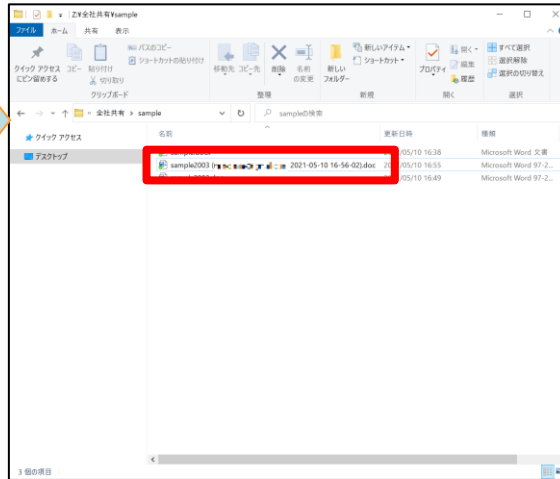 Z:¥全社共有¥sample
ファイル ホーム 共有 表示
クイック アクセス
にピン留めする
コピー
貼り付け
パスのコピー
ショートカットの貼り付け
切り取り
クリップボード
移動先
コピー先
削除
名前
の変更
整理
新しい
フォルダー
新しいアイテム
ショートカット
新規
プロパティ
開く
編集
履歴
開く
すべて選択
選択解除
選択の切り替え
選択
全社共有 > sample
sampleの検索
クイック アクセス
デスクトップ
名前 更新日時 種類
/05/10 16:38 Microsoft Word 文書
sample2003 ( 2021-05-10 16-56-02).doc /05/10 16:55 Microsoft Word 97-2...
/05/10 16:49 Microsoft Word 97-2...
3 個の項目